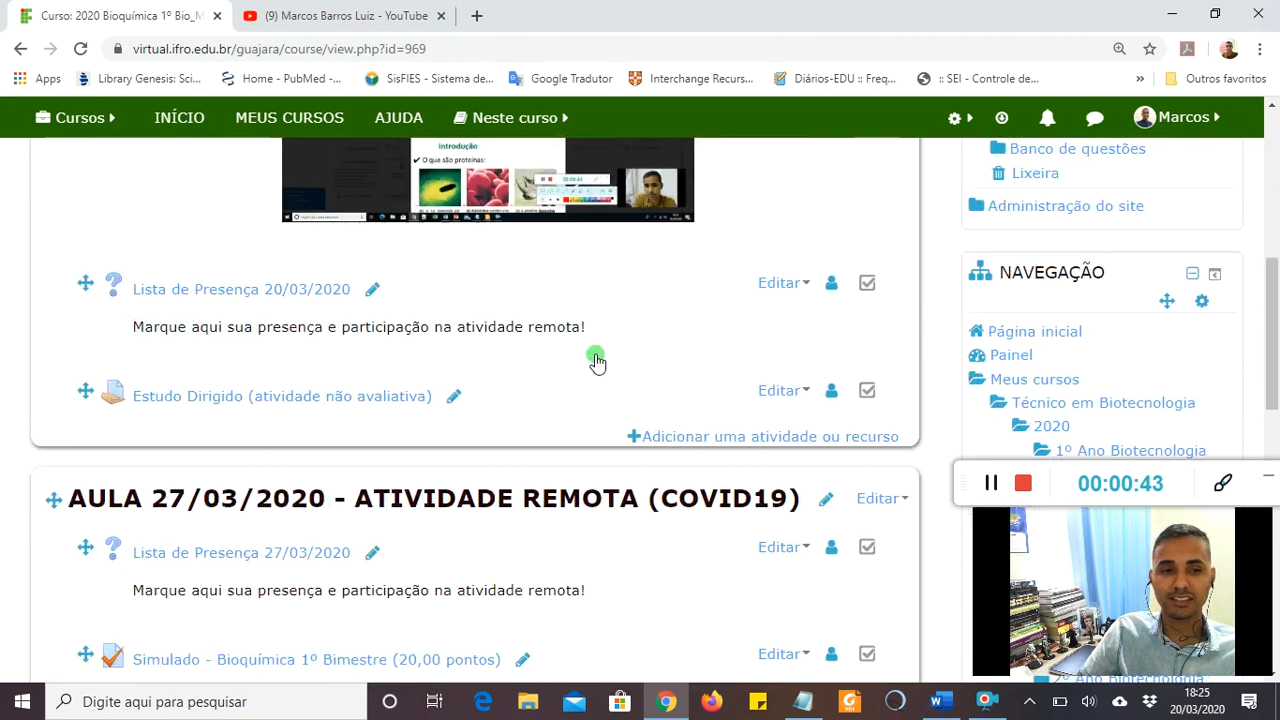 Curso: 2020 Bioquímica 1º Bio_M
(9) Marcos Barros Luiz - YouTube
virtual.ifro.edu.br/guajara/course/view.php?id=969
Apps
Library Genesis: Sci...
Home - PubMed -...
SisFIES - Sistema de...
Google Tradutor
Interchange Recurs...
Diários-EDU :: Freq...
:: SEI - Controle de...
»
Outros favoritos
Cursos
INÍCIO
MEUS CURSOS
AJUDA
Neste curso
Marcos
Introdução
O que são proteínas:
Banco de questões
Lixeira
Administração do site
Lista de Presença 20/03/2020
Editar
Marque aqui sua presença e participação na atividade remota!
Estudo Dirigido (atividade não avaliativa)
Editar
Adicionar uma atividade ou recurso
NAVEGAÇÃO
Página inicial
Painel
Meus cursos
Técnico em Biotecnologia
2020
1º Ano Biotecnologia
AULA 27/03/2020 - ATIVIDADE REMOTA (COVID19)
Editar
Lista de Presença 27/03/2020
Editar
Marque aqui sua presença e participação na atividade remota!
Simulado - Bioquímica 1º Bimestre (20,00 pontos)
Editar
00:00:43
Digite aqui para pesquisar
18:25
20/03/2020